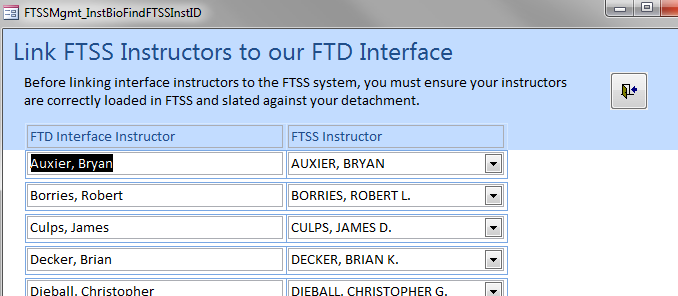 FTSSMgmt_InstBioFindFTSSInstID
Link FTSS Instructors to our FTD Interface
Before linking interface instructors to the FTSS system, you must ensure your instructors
are correctly loaded in FTSS and slated against your detachment.
FTD Interface Instructor FTSS Instructor
Auxier, Bryan AUXIER, BRYAN
Borries, Robert BORRIES, ROBERT L.
Culps, James CULPS, JAMES D.
Decker, Brian DECKER, BRIAN K.
Dieball, Christopher DIEBALL, CHRISTOPHER G.